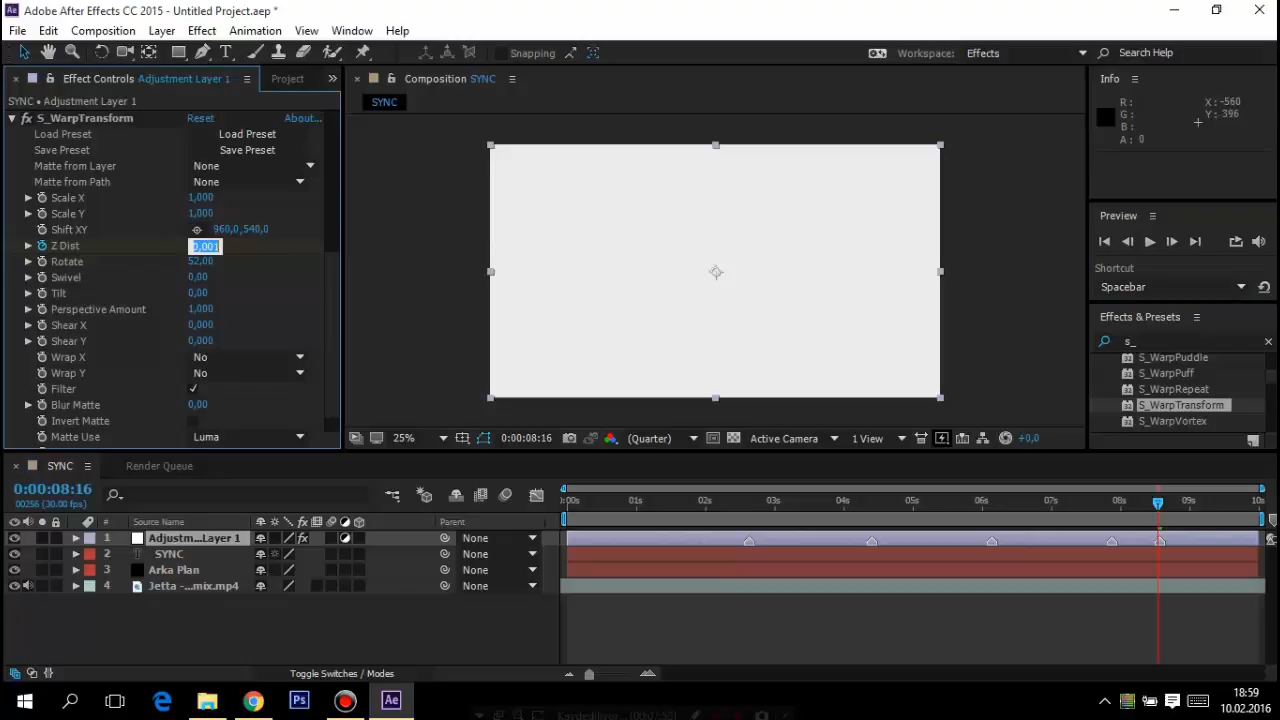 Adobe After Effects CC 2015 - Untitled Project.aep *
File Edit Composition Layer Effect Animation View Window Help
Snapping
Workspace: Effects
Search Help
Effect Controls Adjustment Layer 1
Project
SYNC • Adjustment Layer 1
fx S_WarpTransform Reset About...
Load Preset Load Preset
Save Preset Save Preset
Matte from Layer None
Matte from Path None
Scale X 1,000
Scale Y 1,000
Shift XY 960,0,540,0
Z Dist 0,001
Rotate 52,00
Swivel 0,00
Tilt 0,00
Perspective Amount 1,000
Shear X 0,000
Shear Y 0,000
Wrap X No
Wrap Y No
Filter
Blur Matte 0,00
Invert Matte
Matte Use Luma
Composition SYNC
SYNC
25% 0:00:08:16 (Quarter) Active Camera 1 View +0,0
Info
R: X: -560
G: Y: 396
B:
A: 0
Preview
Shortcut
Spacebar
Effects & Presets
s_
S_WarpPuddle
S_WarpPuff
S_WarpRepeat
S_WarpTransform
S_WarpVortex
SYNC Render Queue
0:00:08:16
00256 (30.00 fps)
:00s 01s 02s 03s 04s 05s 06s 07s 08s 09s 10s
# Source Name Parent
1 Adjustm...Layer 1 fx None
2 T SYNC None
3 Arka Plan None
4 Jetta -...mix.mp4 None
Toggle Switches / Modes
Ps
Ae
18:59
10.02.2016